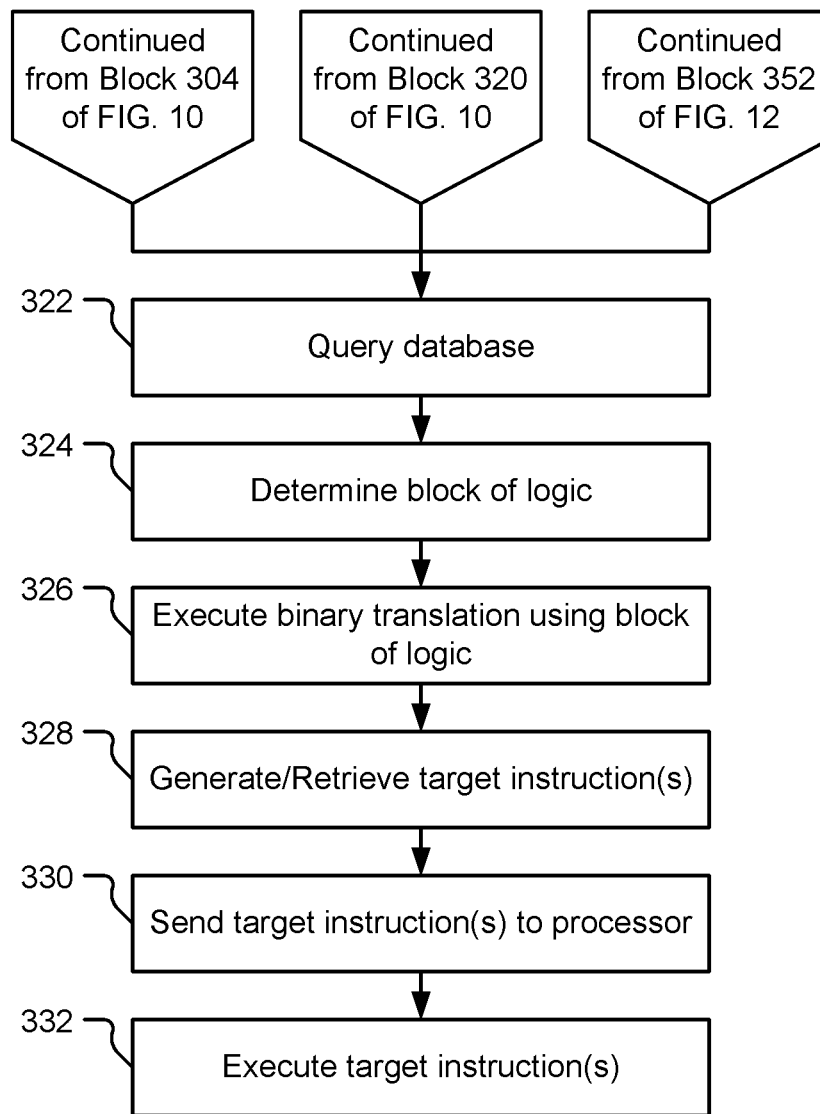 Continued
from Block 304
of FIG. 10
Continued
from Block 320
of FIG. 10
Continued
from Block 352
of FIG. 12
322
Query database
324
Determine block of logic
326
Execute binary translation using block
of logic
328
Generate/Retrieve target instruction(s)
330
Send target instruction(s) to processor
332
Execute target instruction(s)